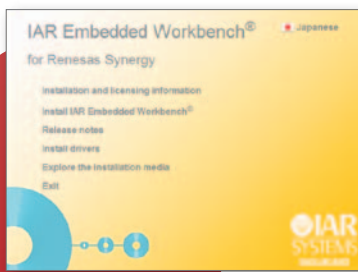 IAR Embedded Workbench®
Japanese
for Renesas Synergy
Installation and licensing information
Install IAR Embedded Workbench®
Release notes
Install drivers
Explore the installation media
Exit
IAR
SYSTEMS